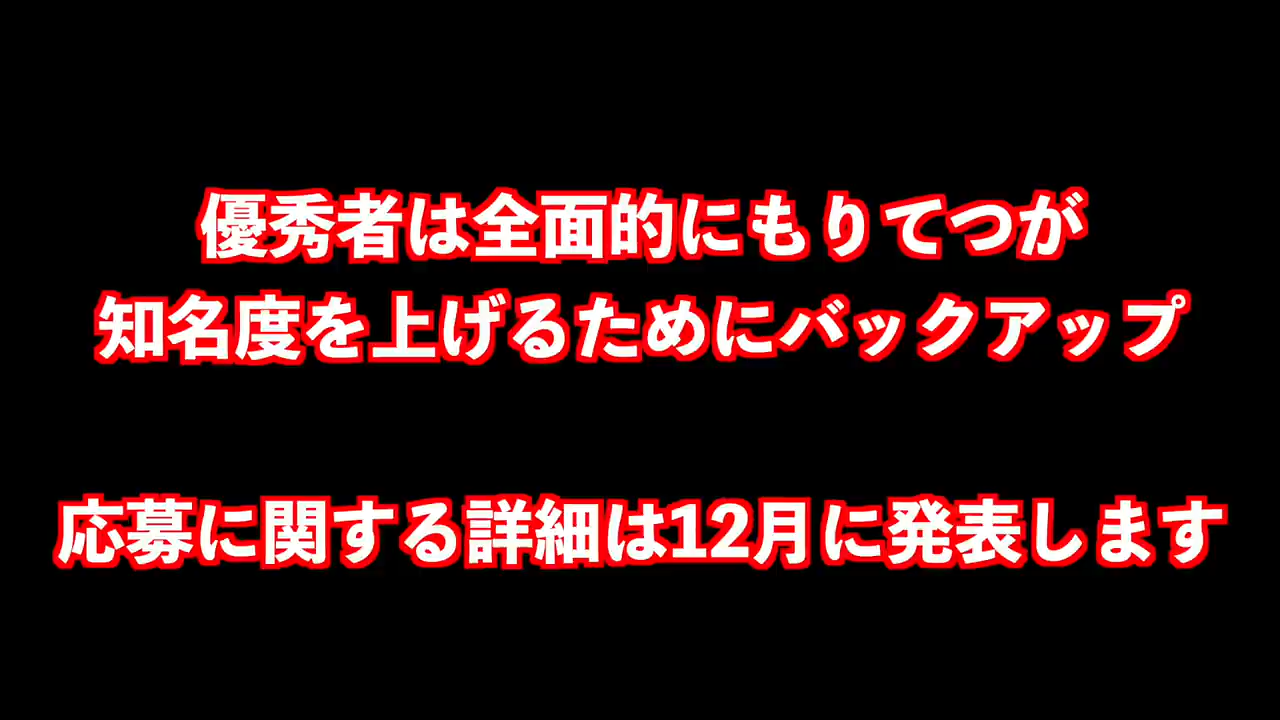 優秀者は全面的にもりてつが
知名度を上げるためにバックアップ
応募に関する詳細は12月に発表します